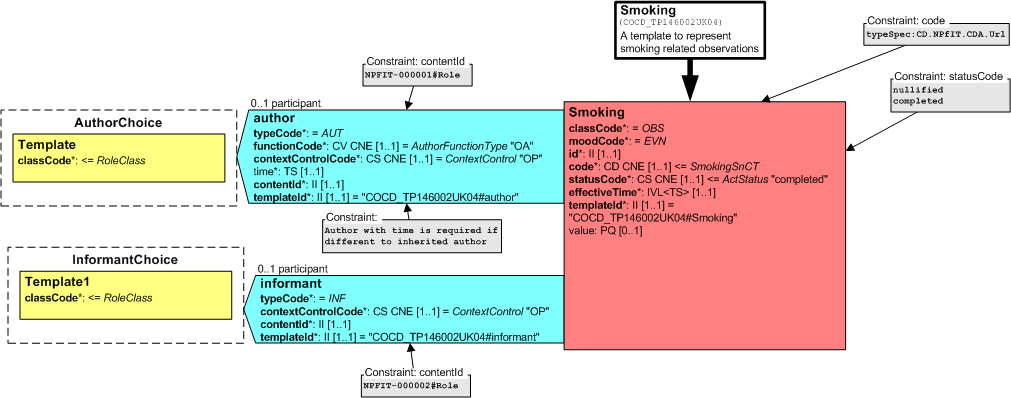 Smoking
(COCD_TP146002UK04)
A template to represent
smoking related observations
Constraint: code
typeSpec:CD.NPfIT.CDA.Url
Constraint: statusCode
nullified
completed
Constraint: contentId
NPFIT-000001#Role
AuthorChoice
Template
classCode*: <= RoleClass
0..1 participant
author
typeCode*: = AUT
functionCode*: CV CNE [1..1] = AuthorFunctionType "OA"
contextControlCode*: CS CNE [1..1] = ContextControl "OP"
time*: TS [1..1]
contentId*: II [1..1]
templateId*: II [1..1] = "COCD_TP146002UK04#author"
Constraint:
Author with time is required if
different to inherited author
Smoking
classCode*: = OBS
moodCode*: = EVN
id*: II [1..1]
code*: CD CNE [1..1] <= SmokingSnCT
statusCode*: CS CNE [1..1] <= ActStatus "completed"
effectiveTime*: IVL<TS> [1..1]
templateId*: II [1..1] =
"COCD_TP146002UK04#Smoking"
value: PQ [0..1]
InformantChoice
Template1
classCode*: <= RoleClass
0..1 participant
informant
typeCode*: = INF
contextControlCode*: CS CNE [1..1] = ContextControl "OP"
contentId*: II [1..1]
templateId*: II [1..1] = "COCD_TP146002UK04#informant"
Constraint: contentId
NPFIT-000002#Role